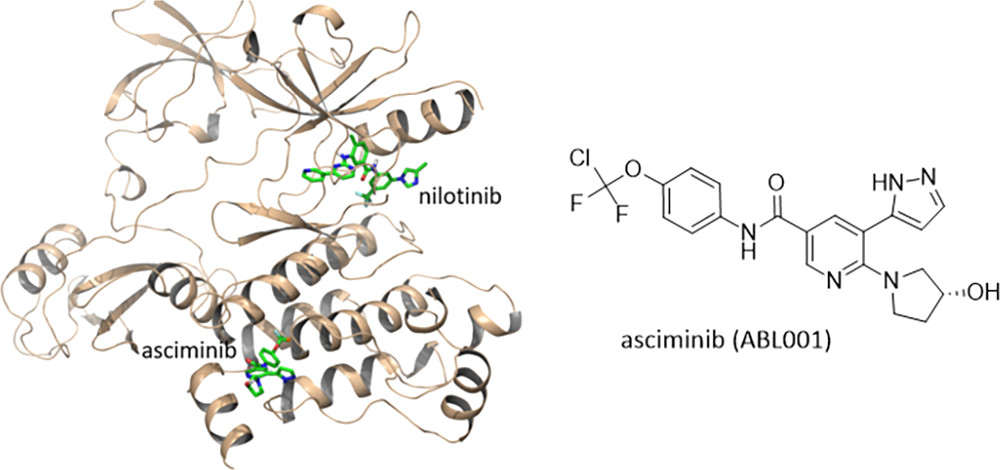 nilotinib
asciminib
Cl
O
F
F
O
N
H
N
HN
N
N
OH
asciminib (ABL001)